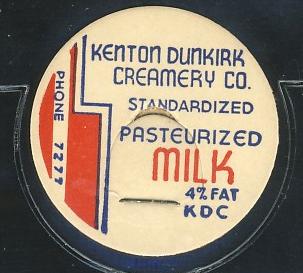 KENTON DUNKIRK
CREAMERY CO.
STANDARDIZED
PASTEURIZED
MILK
4% FAT
KDC
PHONE 7277